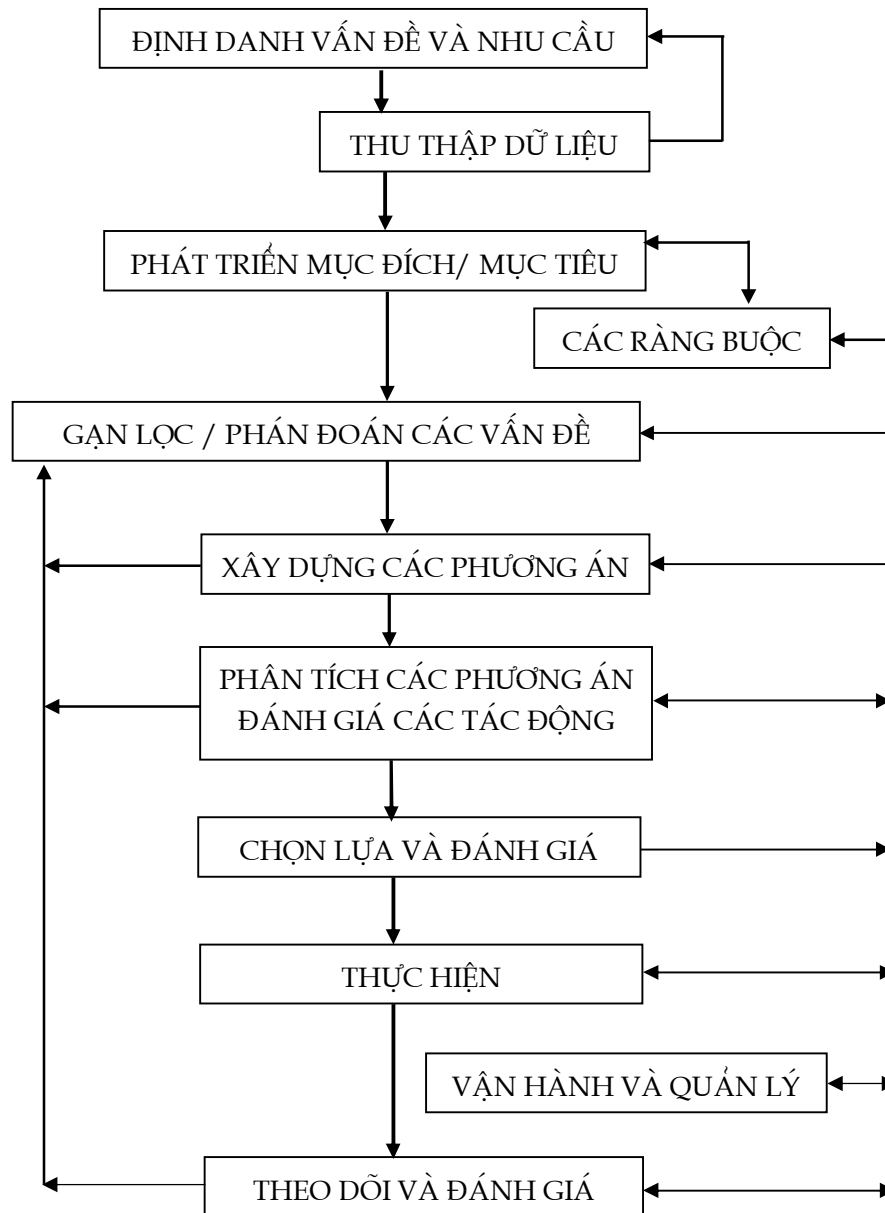 ĐỊNH DANH VẤN ĐỀ VÀ NHU CẦU
THU THẬP DỮ LIỆU
PHÁT TRIỂN MỤC ĐÍCH/ MỤC TIÊU
CÁC RÀNG BUỘC
GẠN LỌC / PHÁN ĐOÁN CÁC VẤN ĐỀ
XÂY DỰNG CÁC PHƯƠNG ÁN
PHÂN TÍCH CÁC PHƯƠNG ÁN
ĐÁNH GIÁ CÁC TÁC ĐỘNG
CHỌN LỰA VÀ ĐÁNH GIÁ
THỰC HIỆN
VẬN HÀNH VÀ QUẢN LÝ
THEO DÕI VÀ ĐÁNH GIÁ